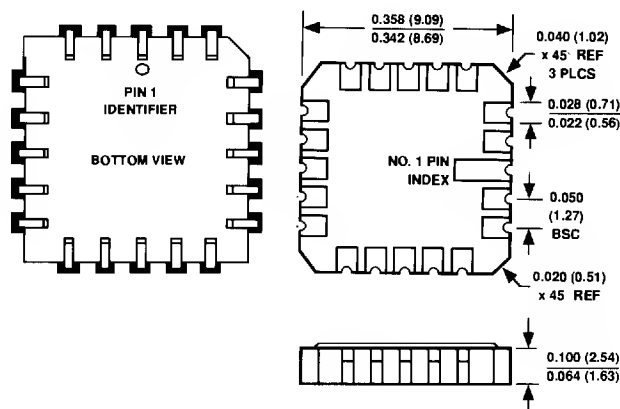 PIN 1
IDENTIFIER
BOTTOM VIEW
0.358 (9.09)
0.342 (8.69)
0.040 (1.02)
x 45° REF
3 PLCS
0.028 (0.71)
0.022 (0.56)
NO. 1 PIN
INDEX
0.050
(1.27)
BSC
0.020 (0.51)
x 45° REF
0.100 (2.54)
0.064 (1.63)